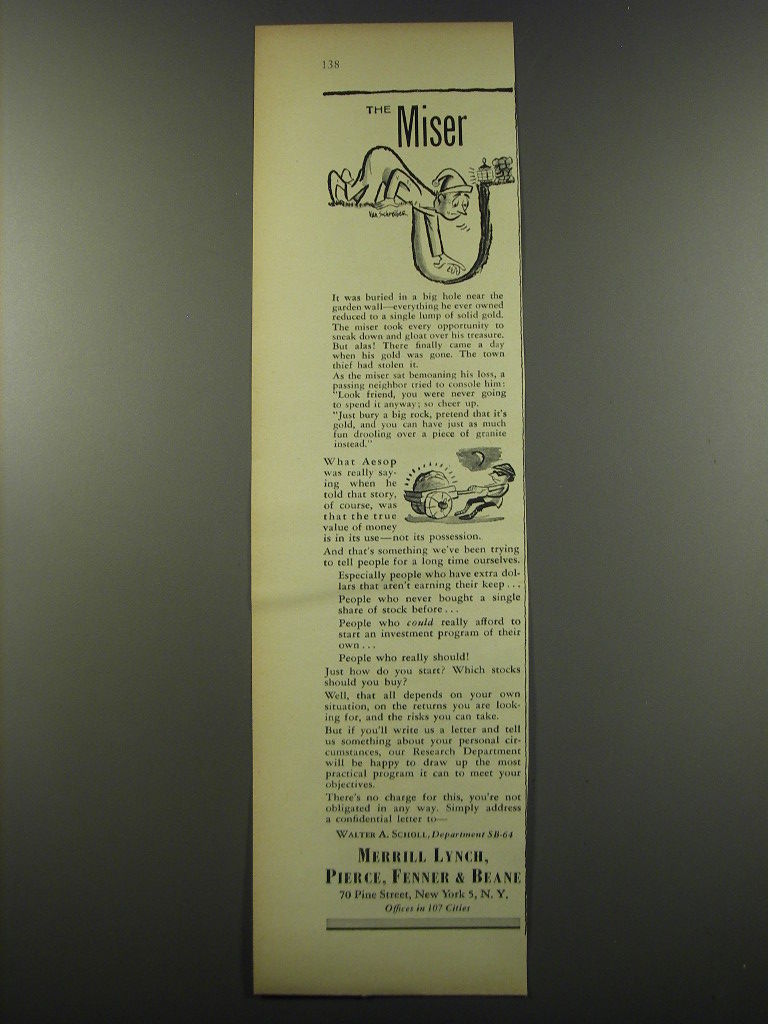 138
THE Miser
Van Schreiber
It was buried in a big hole near the
garden wall—everything he ever owned
reduced to a single lump of solid gold.
The miser took every opportunity to
sneak down and gloat over his treasure.
But alas! There finally came a day
when his gold was gone. The town
thief had stolen it.
As the miser sat bemoaning his loss, a
passing neighbor tried to console him:
"Look friend, you were never going
to spend it anyway; so cheer up.
"Just bury a big rock, pretend that it's
gold, and you can have just as much
fun drooling over a piece of granite
instead."
What Aesop
was really say-
ing when he
told that story,
of course, was
that the true
value of money
is in its use—not its possession.
And that's something we've been trying
to tell people for a long time ourselves.
Especially people who have extra dol-
lars that aren't earning their keep . . .
People who never bought a single
share of stock before . . .
People who could really afford to
start an investment program of their
own . . .
People who really should!
Just how do you start? Which stocks
should you buy?
Well, that all depends on your own
situation, on the returns you are look-
ing for, and the risks you can take.
But if you'll write us a letter and tell
us something about your personal cir-
cumstances, our Research Department
will be happy to draw up the most
practical program it can to meet your
objectives.
There's no charge for this, you're not
obligated in any way. Simply address
a confidential letter to—
WALTER A. SCHOLL, Department SB-64
MERRILL LYNCH,
PIERCE, FENNER & BEANE
70 Pine Street, New York 5, N. Y.
Offices in 107 Cities